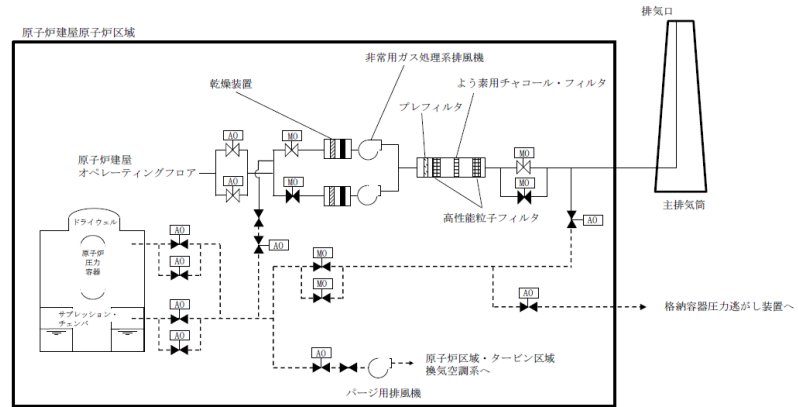 排気口
原子炉建屋原子炉区域
非常用ガス処理系排風機
乾燥装置
よう素用チャコール・フィルタ
プレフィルタ
AO
MO
MO
原子炉建屋
オペレーティングフロア
AO
MO
MO
高性能粒子フィルタ
主排気筒
ドライウェル
AO
AO
AO
原子炉
圧力
容器
AO
MO
MO
AO
サプレッション・
チェンバ
AO
格納容器圧力逃がし装置へ
AO
AO
原子炉区域・タービン区域
換気空調系へ
パージ用排風機